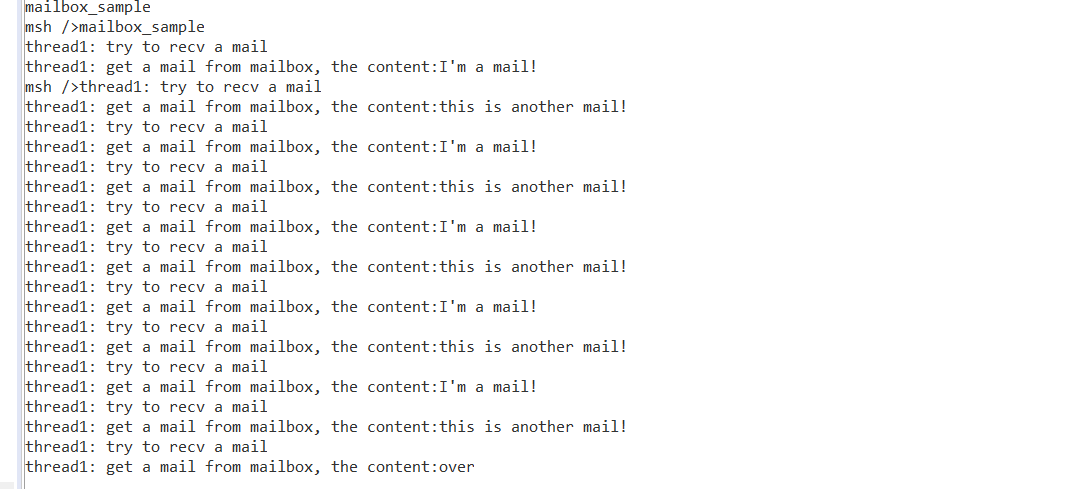 mailbox_sample
msh />mailbox_sample
thread1: try to recv a mail
thread1: get a mail from mailbox, the content:I'm a mail!
msh />thread1: try to recv a mail
thread1: get a mail from mailbox, the content:this is another mail!
thread1: try to recv a mail
thread1: get a mail from mailbox, the content:I'm a mail!
thread1: try to recv a mail
thread1: get a mail from mailbox, the content:this is another mail!
thread1: try to recv a mail
thread1: get a mail from mailbox, the content:I'm a mail!
thread1: try to recv a mail
thread1: get a mail from mailbox, the content:this is another mail!
thread1: try to recv a mail
thread1: get a mail from mailbox, the content:I'm a mail!
thread1: try to recv a mail
thread1: get a mail from mailbox, the content:this is another mail!
thread1: try to recv a mail
thread1: get a mail from mailbox, the content:I'm a mail!
thread1: try to recv a mail
thread1: get a mail from mailbox, the content:this is another mail!
thread1: try to recv a mail
thread1: get a mail from mailbox, the content:over